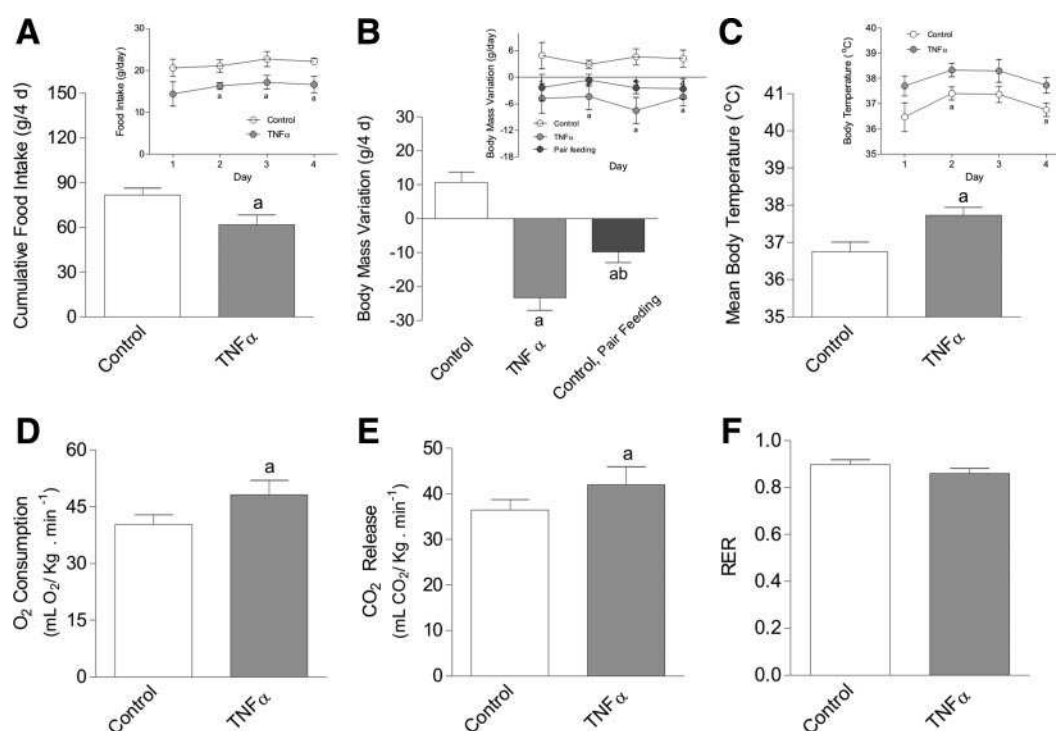 A
Food Intake (g/day)
30
20
10
0
Control
TNFα
a
a
a
1
2
3
4
Day
Cumulative Food Intake (g/4 d)
150
120
90
60
30
0
a
Control
TNFα
B
Body Mass Variation (g/day)
6
0
-6
-12
-18
Control
TNFα
Pair feeding
a
a
a
Day
Body Mass Variation (g/4 d)
30
20
10
0
-10
-20
-30
a
ab
Control
TNFα
Control, Pair Feeding
C
Body Temperature (°C)
40
39
38
37
36
35
Control
TNFα
a
a
1
2
3
4
Day
Mean Body Temperature (°C)
41
40
39
38
37
36
35
a
Control
TNFα
D
O2 Consumption
(mL O2/ Kg . min-1)
60
45
30
15
0
a
Control
TNFα
E
CO2 Release
(mL CO2/ Kg . min-1)
50
40
30
20
10
0
a
Control
TNFα
F
RER
1.0
0.8
0.6
0.4
0.2
0.0
Control
TNFα